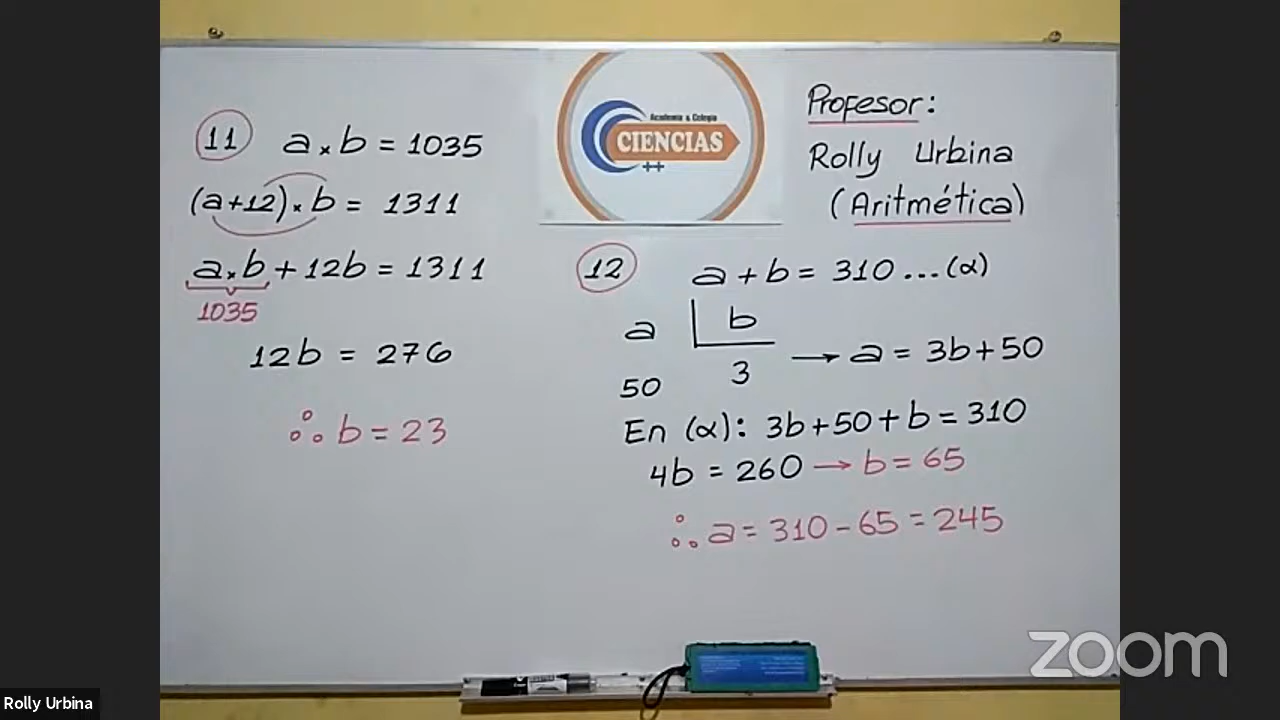 11 a × b = 1035
(a+12) × b = 1311
a × b + 12b = 1311
1035
12b = 276
∴ b = 23
Academia & Colegio
CIENCIAS
++
Profesor:
Rolly Urbina
(Aritmética)
12 a + b = 310 ... (α)
a | b
50 3 → a = 3b+50
En (α): 3b+50+b = 310
4b = 260 → b = 65
∴ a = 310 – 65 = 245
zoom
Rolly Urbina